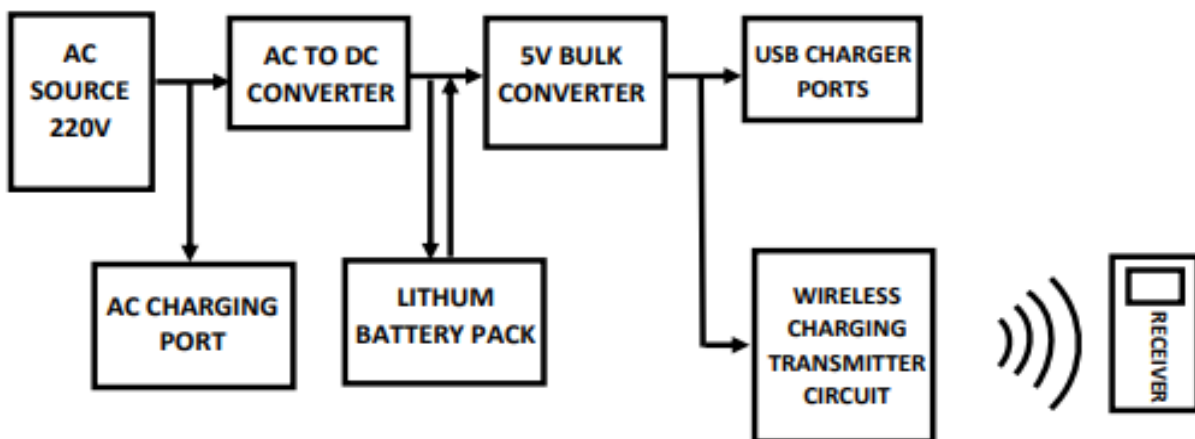 AC
SOURCE
220V
AC TO DC
CONVERTER
5V BULK
CONVERTER
USB CHARGER
PORTS
AC CHARGING
PORT
LITHUM
BATTERY PACK
WIRELESS
CHARGING
TRANSMITTER
CIRCUIT
RECEIVER